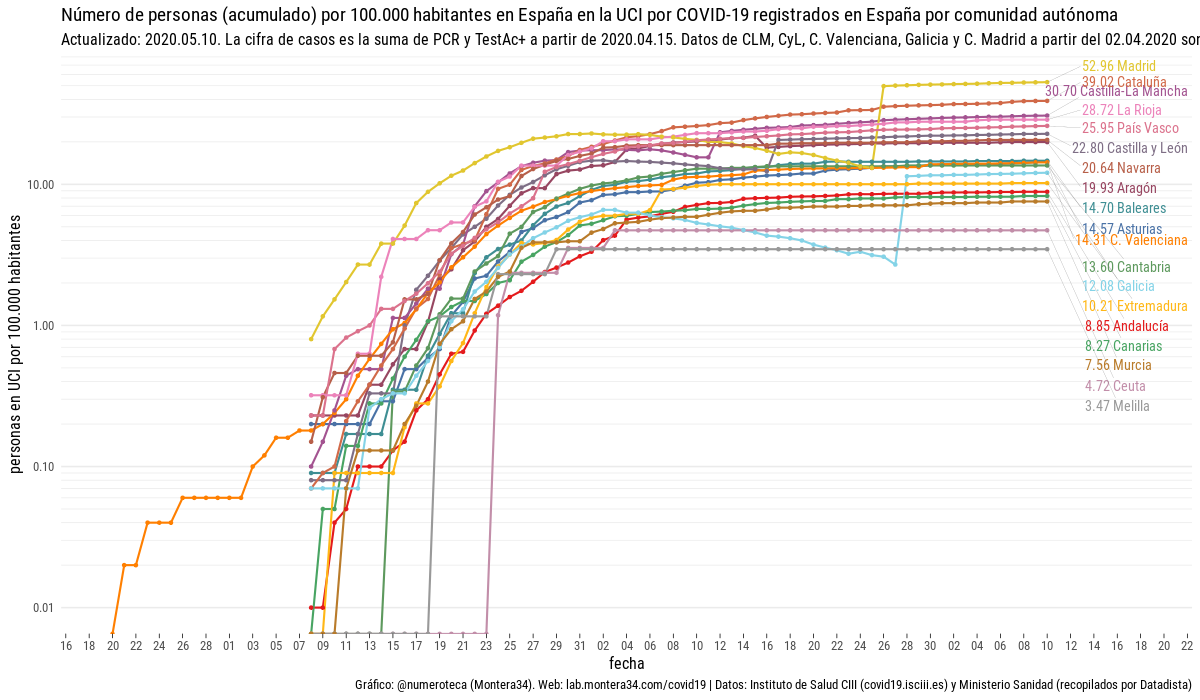 Número de personas (acumulado) por 100.000 habitantes en España en la UCI por COVID-19 registrados en España por comunidad autónoma
Actualizado: 2020.05.10. La cifra de casos es la suma de PCR y TestAc+ a partir de 2020.04.15. Datos de CLM, CyL, C. Valenciana, Galicia y C. Madrid a partir del 02.04.2020 son
52.96 Madrid
39.02 Cataluña
30.70 Castilla-La Mancha
28.72 La Rioja
25.95 País Vasco
22.80 Castilla y León
20.64 Navarra
19.93 Aragón
14.70 Baleares
14.57 Asturias
14.31 C. Valenciana
13.60 Cantabria
12.08 Galicia
10.21 Extremadura
8.85 Andalucía
8.27 Canarias
7.56 Murcia
4.72 Ceuta
3.47 Melilla
personas en UCI por 100.000 habitantes
10.00
1.00
0.10
0.01
16 18 20 22 24 26 28 01 03 05 07 09 11 13 15 17 19 21 23 25 27 29 31 02 04 06 08 10 12 14 16 18 20 22 24 26 28 30 02 04 06 08 10 12 14 16 18 20 22
fecha
Gráfico: @numeroteca (Montera34). Web: lab.montera34.com/covid19 | Datos: Instituto de Salud CIII (covid19.isciii.es) y Ministerio Sanidad (recopilados por Datadista)